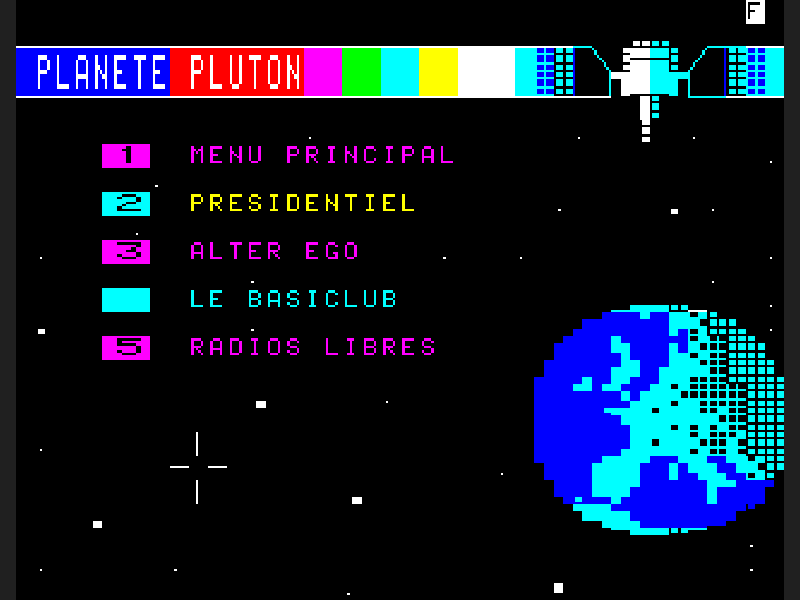 F
PLANETE PLUTON
1 MENU PRINCIPAL
2 PRESIDENTIEL
3 ALTER EGO
LE BASICLUB
5 RADIOS LIBRES